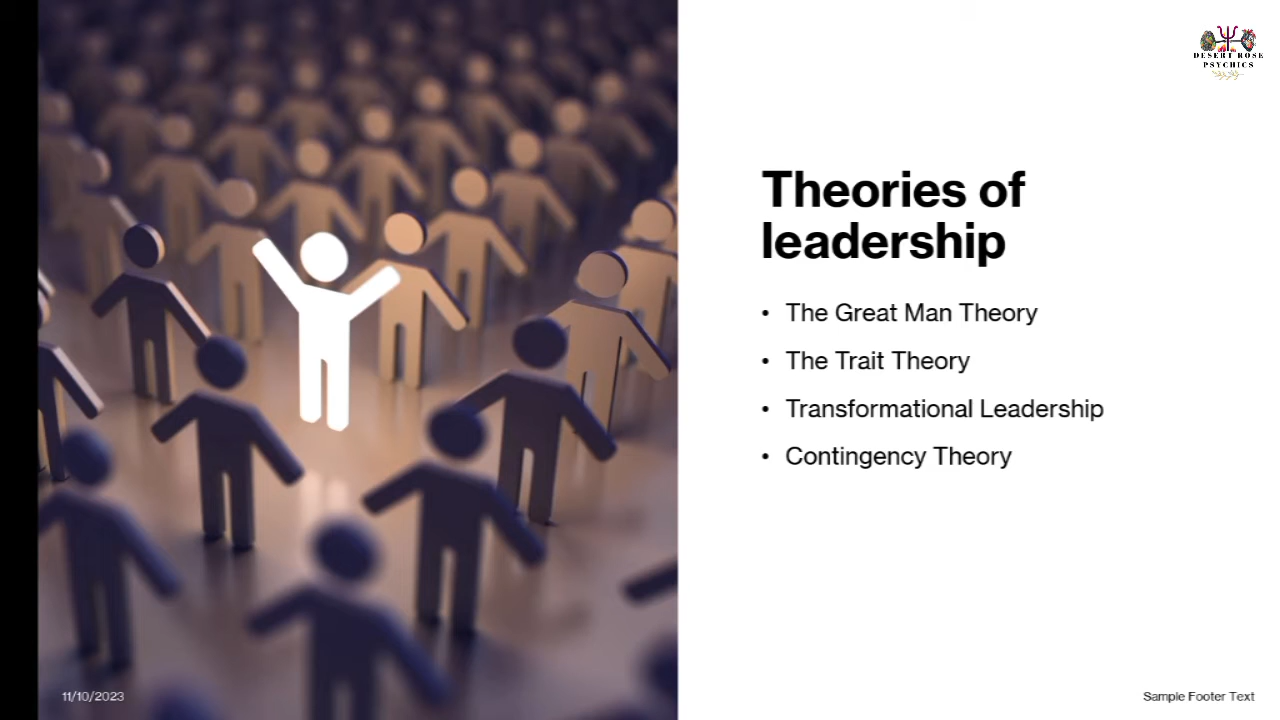 DESERT ROSE
PSYCHICS
Theories of
leadership
• The Great Man Theory
• The Trait Theory
• Transformational Leadership
• Contingency Theory
11/10/2023
Sample Footer Text